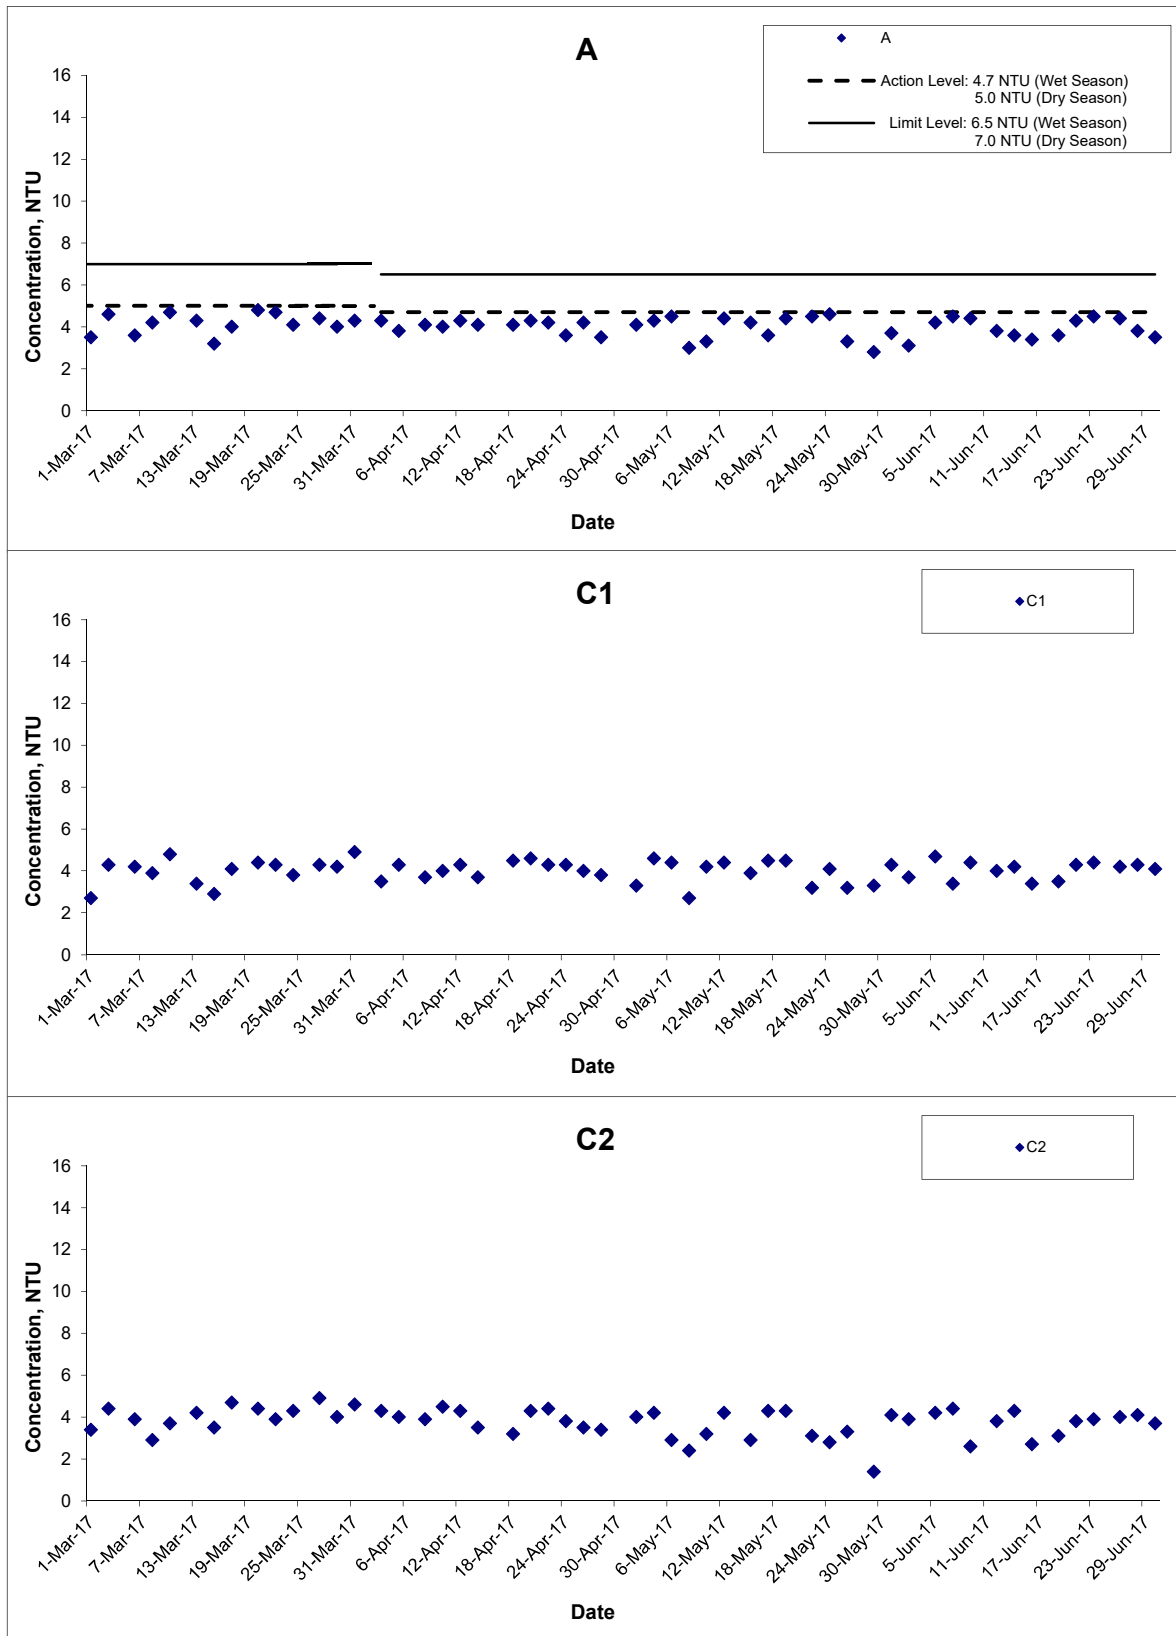 A
A
Action Level: 4.7 NTU (Wet Season)
5.0 NTU (Dry Season)
Limit Level: 6.5 NTU (Wet Season)
7.0 NTU (Dry Season)
Concentration, NTU
16
14
12
10
8
6
4
2
0
1-Mar-17
7-Mar-17
13-Mar-17
19-Mar-17
25-Mar-17
31-Mar-17
6-Apr-17
12-Apr-17
18-Apr-17
24-Apr-17
30-Apr-17
6-May-17
12-May-17
18-May-17
24-May-17
30-May-17
5-Jun-17
11-Jun-17
17-Jun-17
23-Jun-17
29-Jun-17
Date
C1
C1
Concentration, NTU
16
14
12
10
8
6
4
2
0
1-Mar-17
7-Mar-17
13-Mar-17
19-Mar-17
25-Mar-17
31-Mar-17
6-Apr-17
12-Apr-17
18-Apr-17
24-Apr-17
30-Apr-17
6-May-17
12-May-17
18-May-17
24-May-17
30-May-17
5-Jun-17
11-Jun-17
17-Jun-17
23-Jun-17
29-Jun-17
Date
C2
C2
Concentration, NTU
16
14
12
10
8
6
4
2
0
1-Mar-17
7-Mar-17
13-Mar-17
19-Mar-17
25-Mar-17
31-Mar-17
6-Apr-17
12-Apr-17
18-Apr-17
24-Apr-17
30-Apr-17
6-May-17
12-May-17
18-May-17
24-May-17
30-May-17
5-Jun-17
11-Jun-17
17-Jun-17
23-Jun-17
29-Jun-17
Date